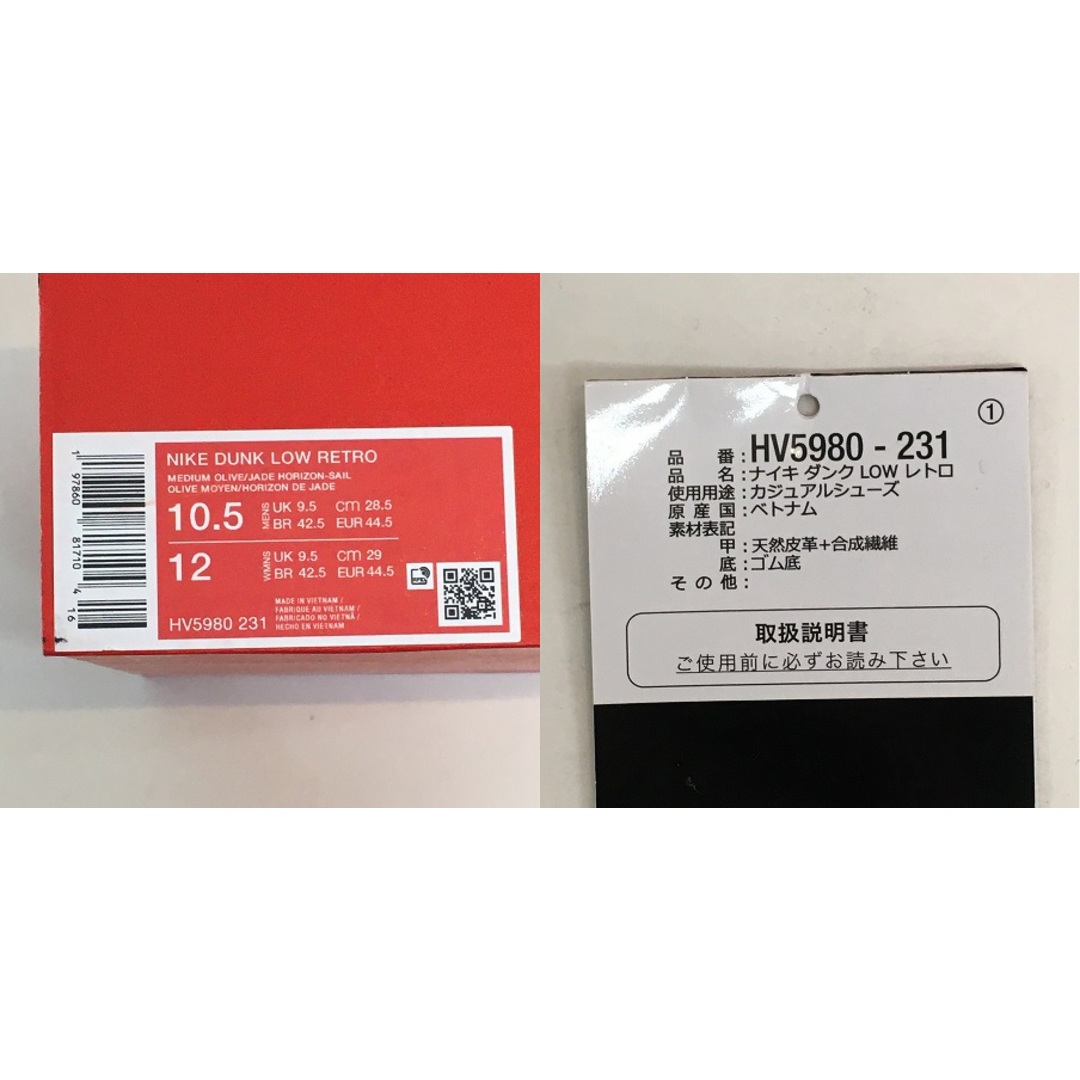 NIKE DUNK LOW RETRO
MEDIUM OLIVE/JADE HORIZON-SAIL
OLIVE MOYEN/HORIZON DE JADE
10.5 MENS UK 9.5 cm 28.5
BR 42.5 EUR 44.5
12 WMNS UK 9.5 cm 29
BR 42.5 EUR 44.5
MADE IN VIETNAM /
FABRIQUE AU VIETNAM /
FABRICADO NO VIETNÃ /
HECHO EN VIETNAM
HV5980 231
1 97860 81710 4 16
①
品 番:HV5980 - 231
品 名:ナイキ ダンク LOW レトロ
使用用途:カジュアルシューズ
原 産 国:ベトナム
素材表記
甲:天然皮革+合成繊維
底:ゴム底
そ の 他:
取扱説明書
ご使用前に必ずお読み下さい